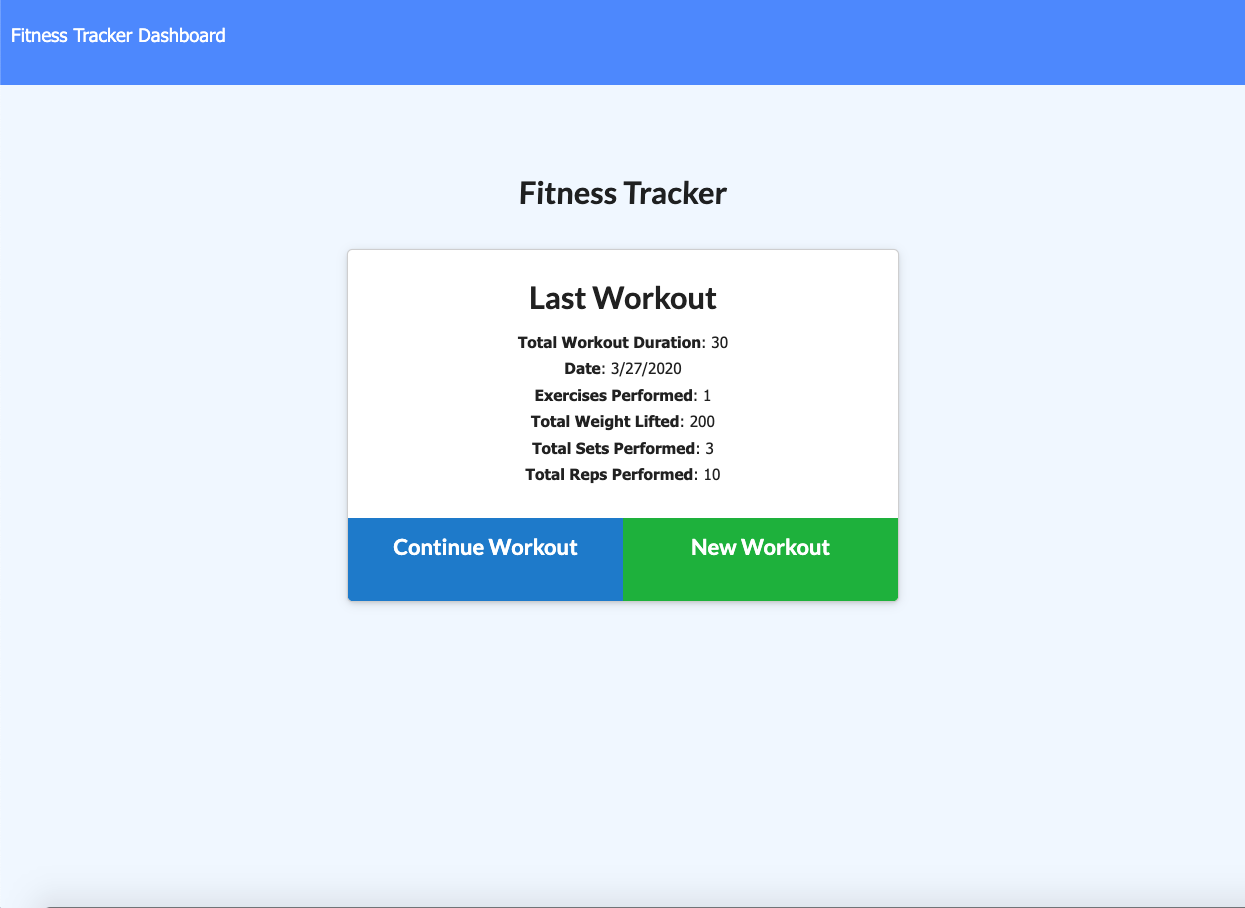 Fitness Tracker Dashboard
Fitness Tracker
Last Workout
Total Workout Duration: 30
Date: 3/27/2020
Exercises Performed: 1
Total Weight Lifted: 200
Total Sets Performed: 3
Total Reps Performed: 10
Continue Workout New Workout